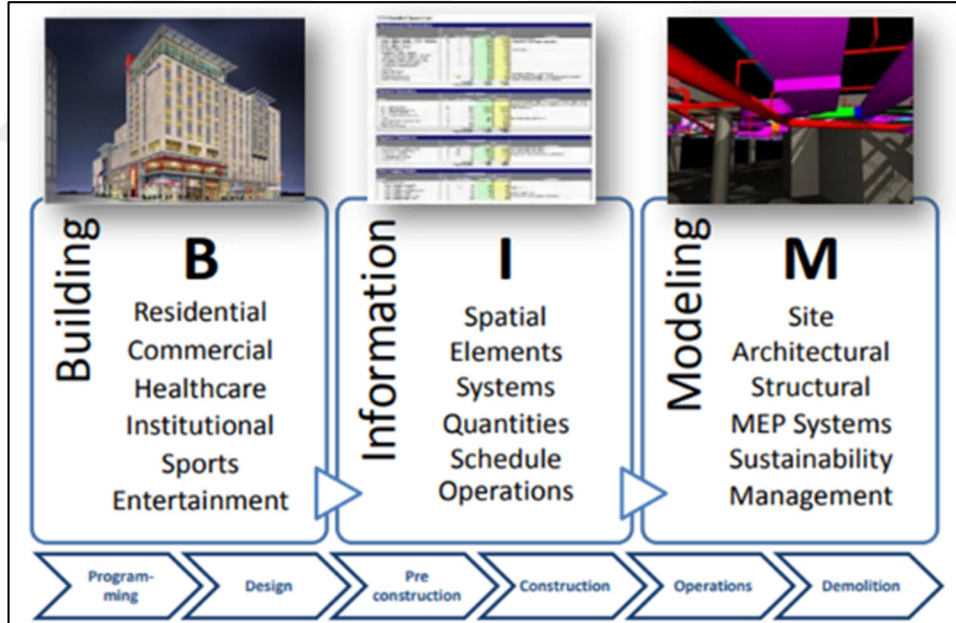 Building
B
Residential
Commercial
Healthcare
Institutional
Sports
Entertainment
Information
I
Spatial
Elements
Systems
Quantities
Schedule
Operations
Modeling
M
Site
Architectural
Structural
MEP Systems
Sustainability
Management
Program-
ming
Design
Pre
construction
Construction
Operations
Demolition